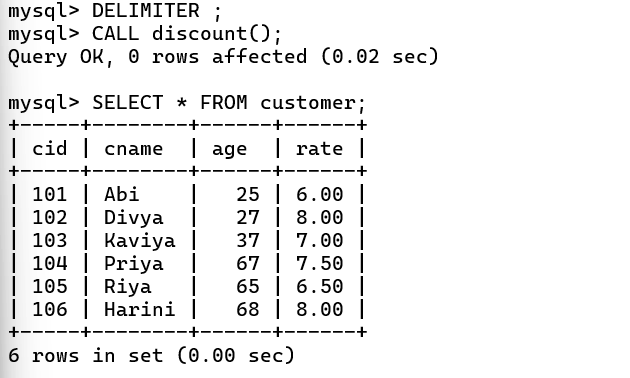 mysql> DELIMITER ;
mysql> CALL discount();
Query OK, 0 rows affected (0.02 sec)

mysql> SELECT * FROM customer;
+-----+--------+------+------+
| cid | cname  | age  | rate |
+-----+--------+------+------+
| 101 | Abi    |   25 | 6.00 |
| 102 | Divya  |   27 | 8.00 |
| 103 | Kaviya |   37 | 7.00 |
| 104 | Priya  |   67 | 7.50 |
| 105 | Riya   |   65 | 6.50 |
| 106 | Harini |   68 | 8.00 |
+-----+--------+------+------+
6 rows in set (0.00 sec)